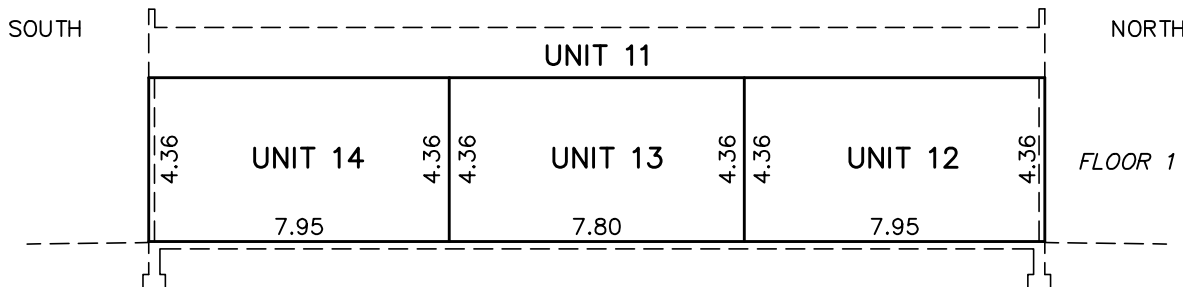 SOUTH
NORTH
UNIT 11
4.36
UNIT 14
4.36
4.36
UNIT 13
4.36
4.36
UNIT 12
4.36
FLOOR 1
7.95
7.80
7.95